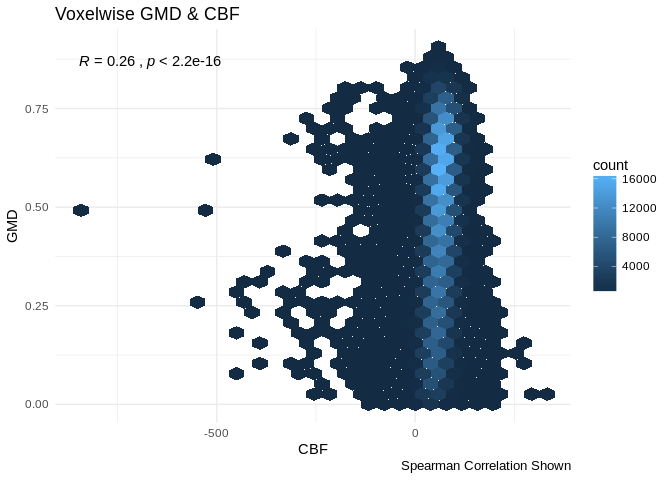 Voxelwise GMD & CBF
R = 0.26 , p < 2.2e-16
0.75
0.50
0.25
0.00
GMD
-500
0
CBF
Spearman Correlation Shown
count
16000
12000
8000
4000